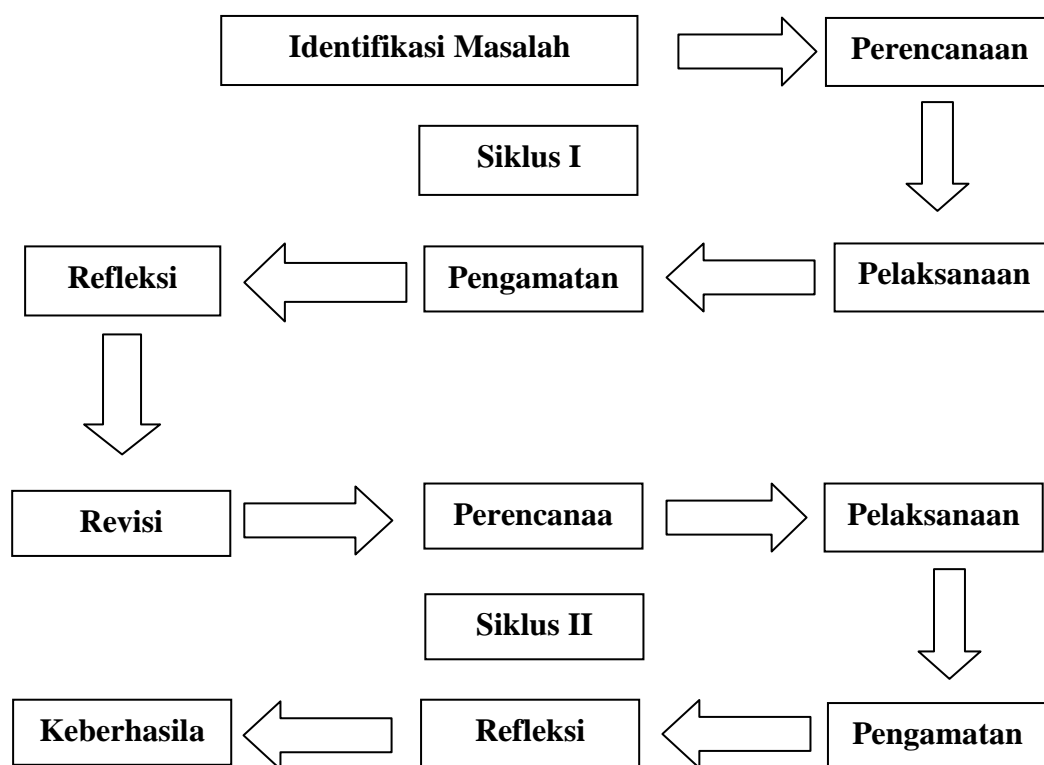 Identifikasi Masalah
Perencanaan
Siklus I
Refleksi
Pengamatan
Pelaksanaan
Revisi
Perencanaa
Pelaksanaan
Siklus II
Keberhasila
Refleksi
Pengamatan